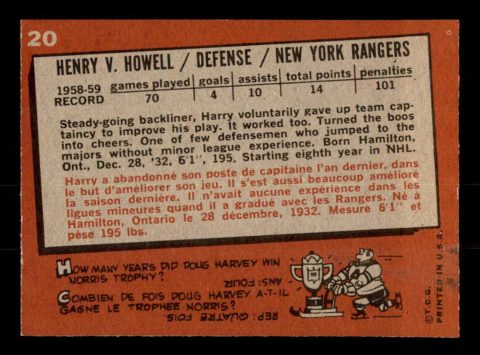 20
HENRY V. HOWELL / DEFENSE / NEW YORK RANGERS
1958-59 RECORD games played 70 goals 4 assists 10 total points 14 penalties 101
Steady-going backliner, Harry voluntarily gave up team cap-
taincy to improve his play. It worked too. Turned the boos
into cheers. One of few defensemen who jumped to the
majors without minor league experience. Born Hamilton,
Ont., Dec. 28, '32. 6'1", 195. Starting eighth year in NHL.
Harry a abandonné son poste de capitaine l'an dernier, dans
le but d'améliorer son jeu. Il s'est aussi beaucoup amélioré
la saison dernière. Il n'avait aucune expérience dans les
ligues mineures quand il a gradué avec les Rangers. Né à
Hamilton, Ontario le 28 décembre, 1932. Mesure 6'1" et
pèse 195 lbs.
HOW MANY YEARS DID DOUG HARVEY WIN
NORRIS TROPHY?
ANS: FOUR
COMBIEN DE FOIS DOUG HARVEY A-T-IL
GAGNE LE TROPHEE NORRIS?
REP: QUATRE FOIS
© T.C.G. PRINTED IN U.S.A.